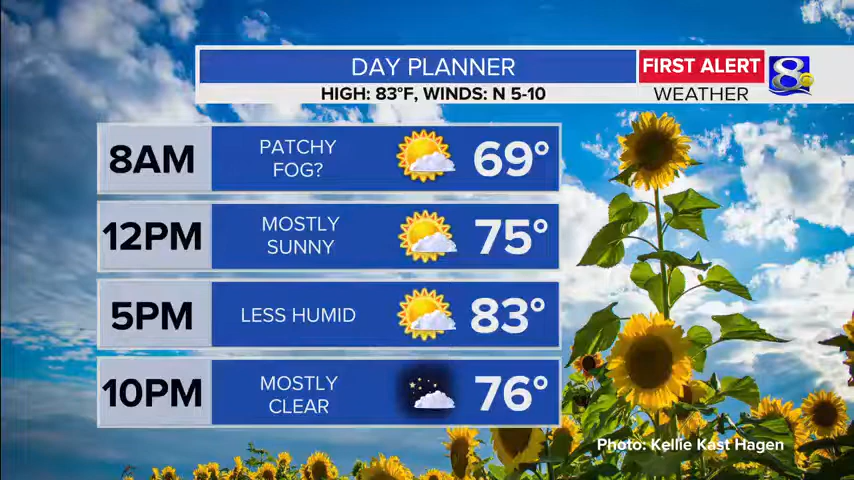 DAY PLANNER
FIRST ALERT
8
HIGH: 83°F, WINDS: N 5-10
WEATHER
8AM
PATCHY
FOG?
69°
12PM
MOSTLY
SUNNY
75°
5PM
LESS HUMID
83°
10PM
MOSTLY
CLEAR
76°
Photo: Kellie Kast Hagen